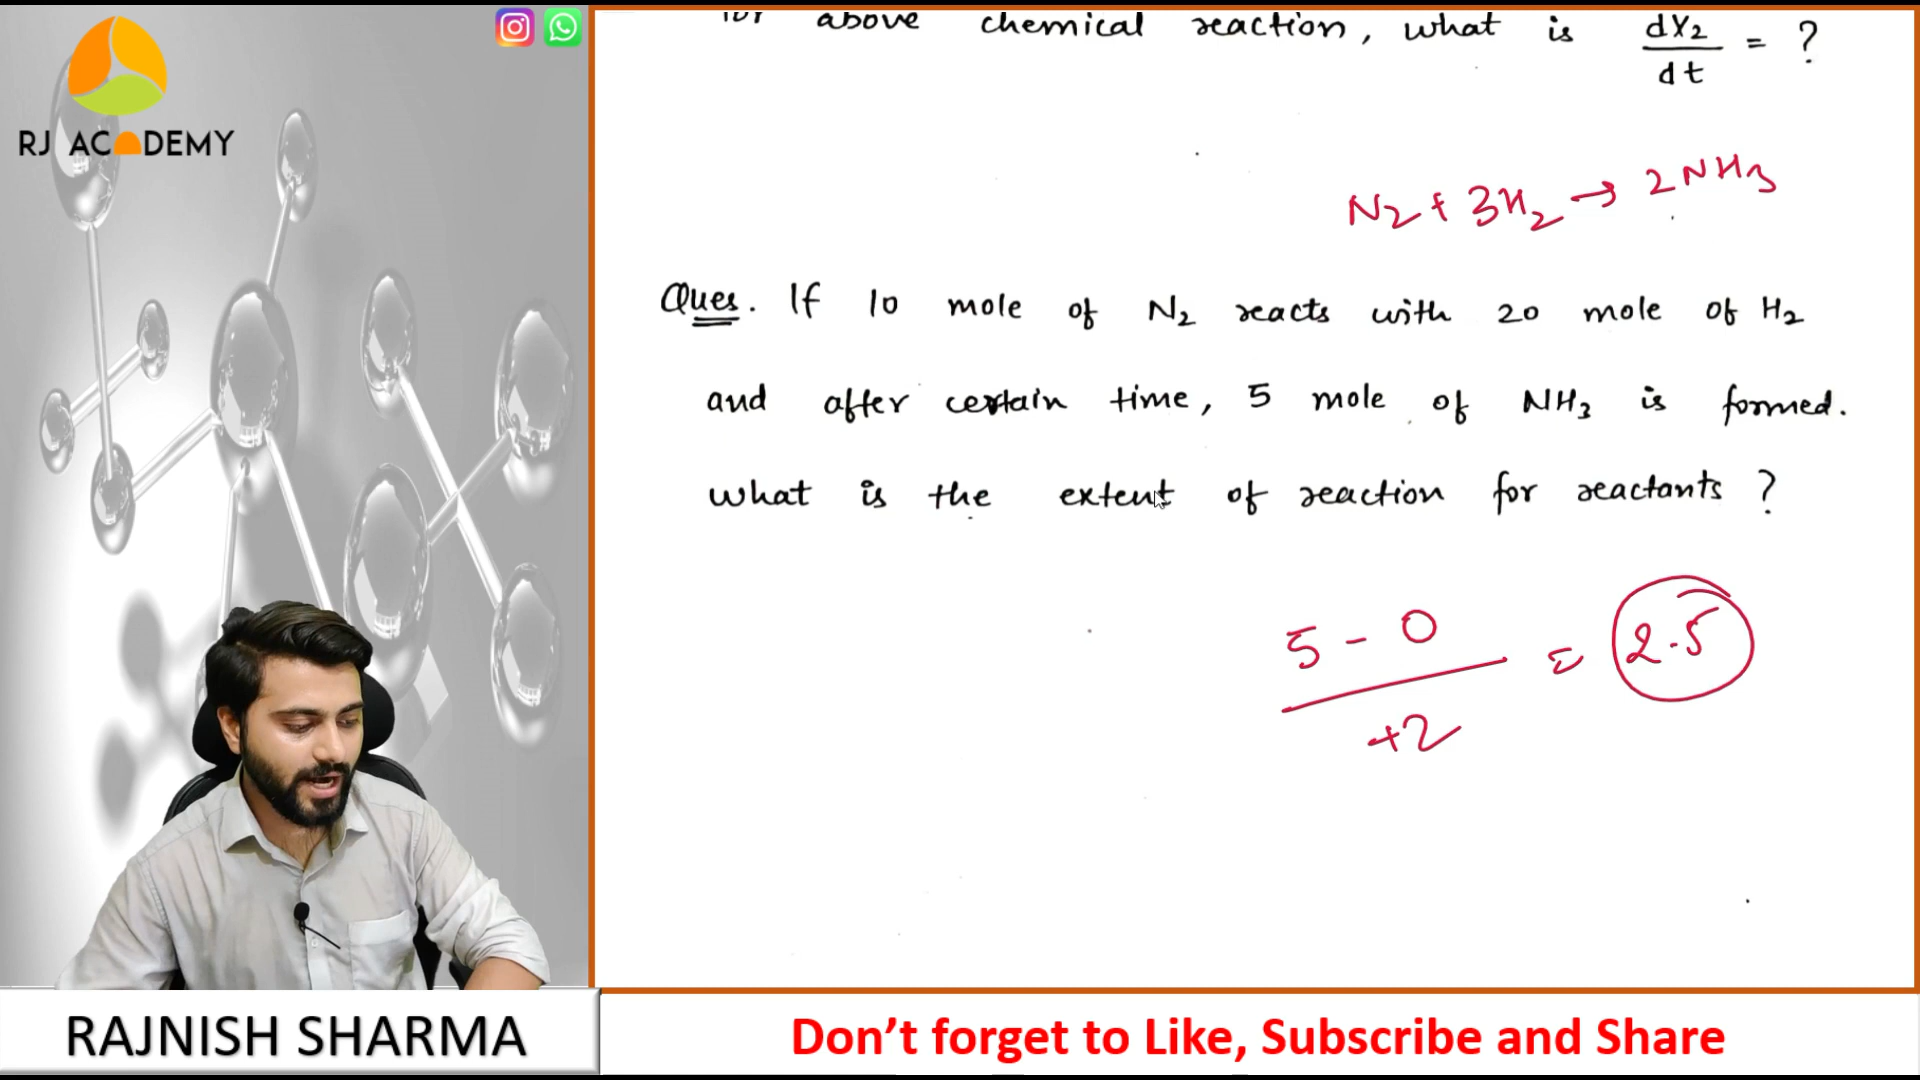 RJ ACADEMY
for above chemical reaction, what is dX₂/dt = ?
N₂ + 3H₂ → 2NH₃
Ques. If 10 mole of N₂ reacts with 20 mole of H₂
and after certain time, 5 mole of NH₃ is formed.
what is the extent of reaction for reactants ?
5 - 0 / +2 = 2.5
RAJNISH SHARMA
Don't forget to Like, Subscribe and Share